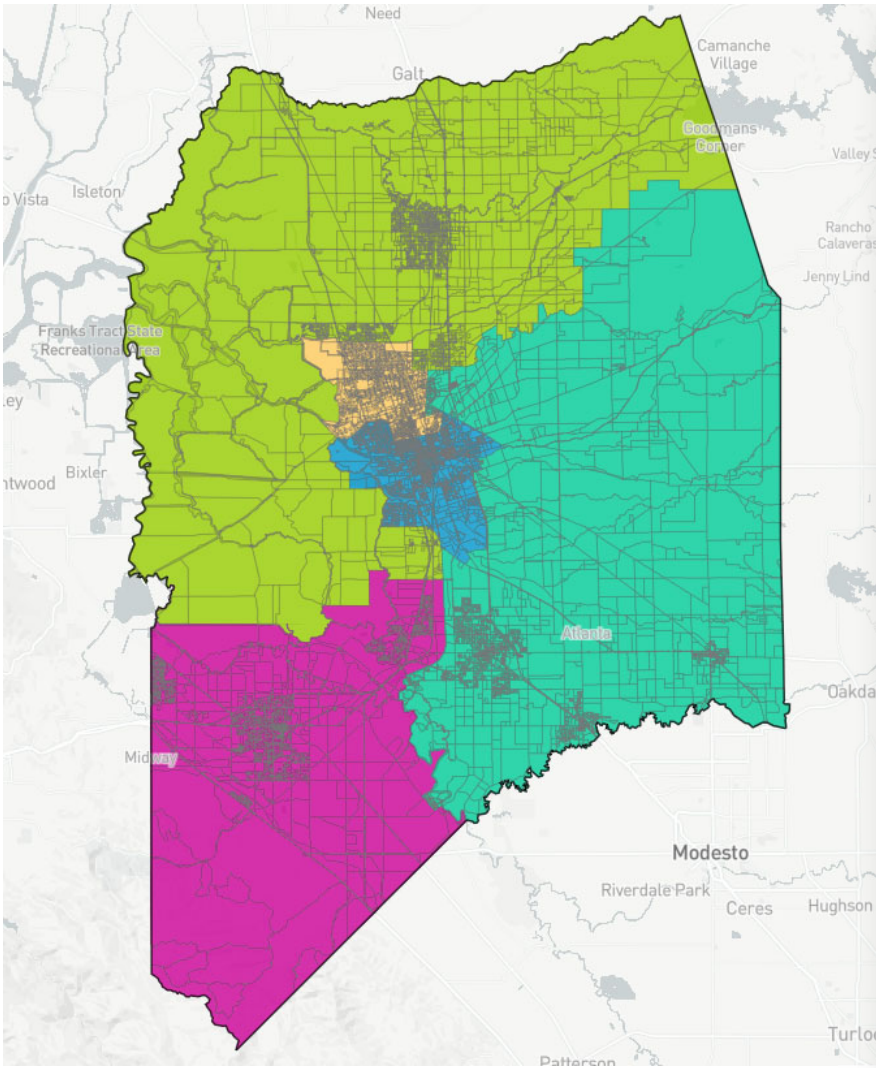 Need
Camanche
Village
Galt
Goodmans
Corner
Valley S
Isleton
o Vista
Rancho
Calaveras
Jenny Lind
Franks Tract State
Recreational Area
ley
Bixler
ntwood
Atlanta
Oakda
Midway
Modesto
Riverdale Park
Ceres
Hughson
Turlo
Patterson